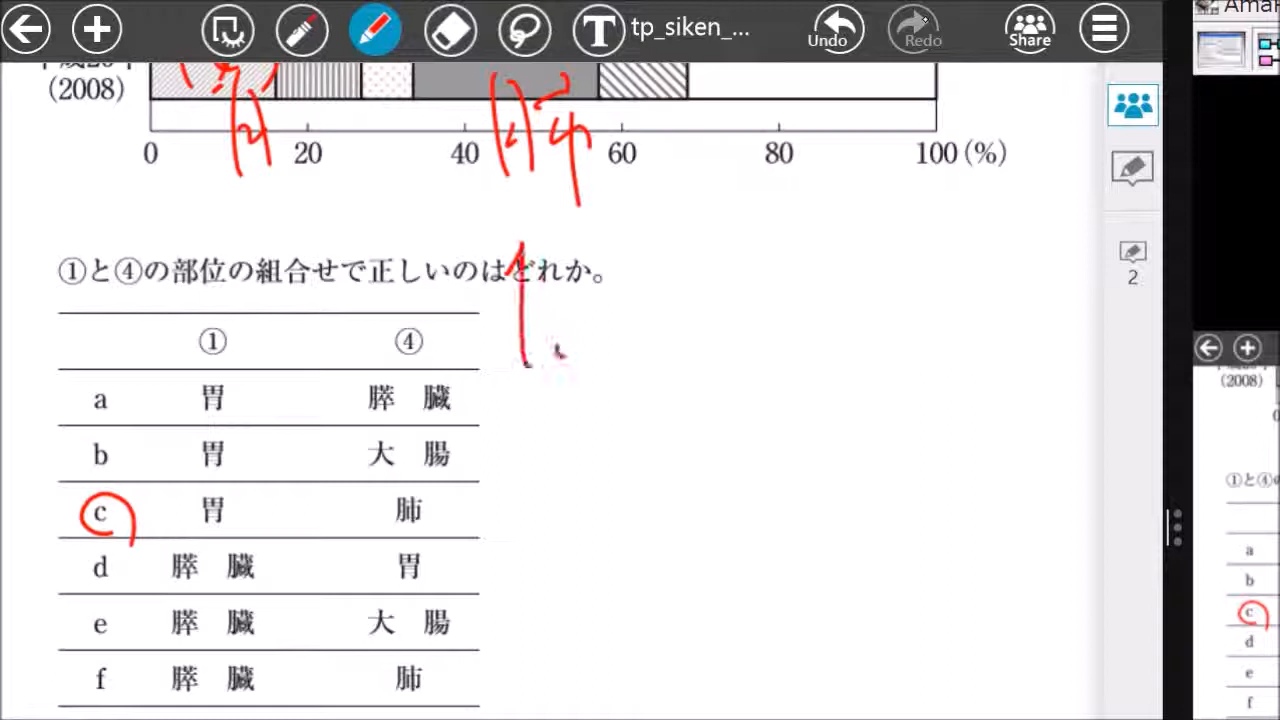 tp_siken_...
Undo
Redo
Share
(2008)
0 20 40 60 80 100 (%)
①と④の部位の組合せで正しいのはどれか。
① ④
a 胃 膵 臓
b 胃 大 腸
c 胃 肺
d 膵 臓 胃
e 膵 臓 大 腸
f 膵 臓 肺
2
(2008)
①と④
a
b
c
d
e
f